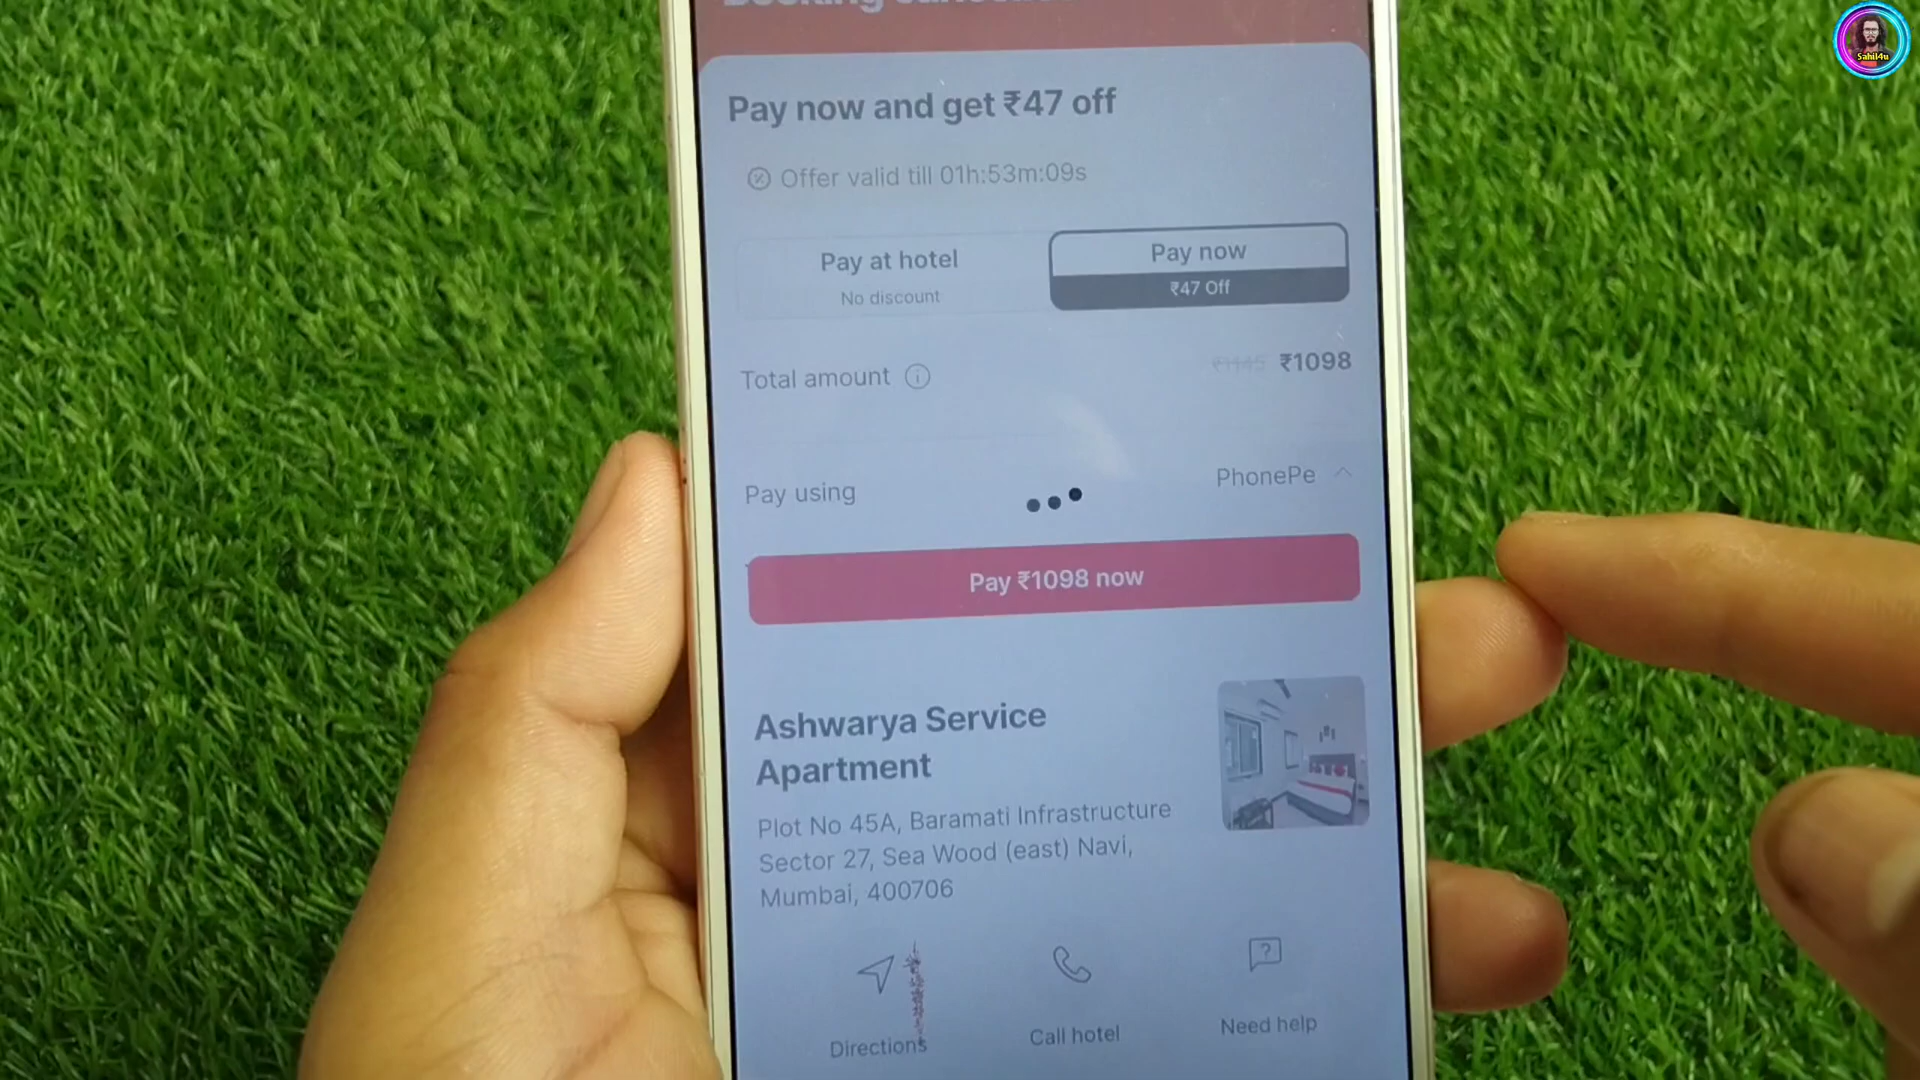 Sahil4u
Pay now and get ₹47 off
Offer valid till 01h:53m:09s
Pay at hotel
No discount
Pay now
₹47 Off
Total amount
₹1145 ₹1098
Pay using
PhonePe
Pay ₹1098 now
Ashwarya Service
Apartment
Plot No 45A, Baramati Infrastructure
Sector 27, Sea Wood (east) Navi,
Mumbai, 400706
Directions
Call hotel
Need help